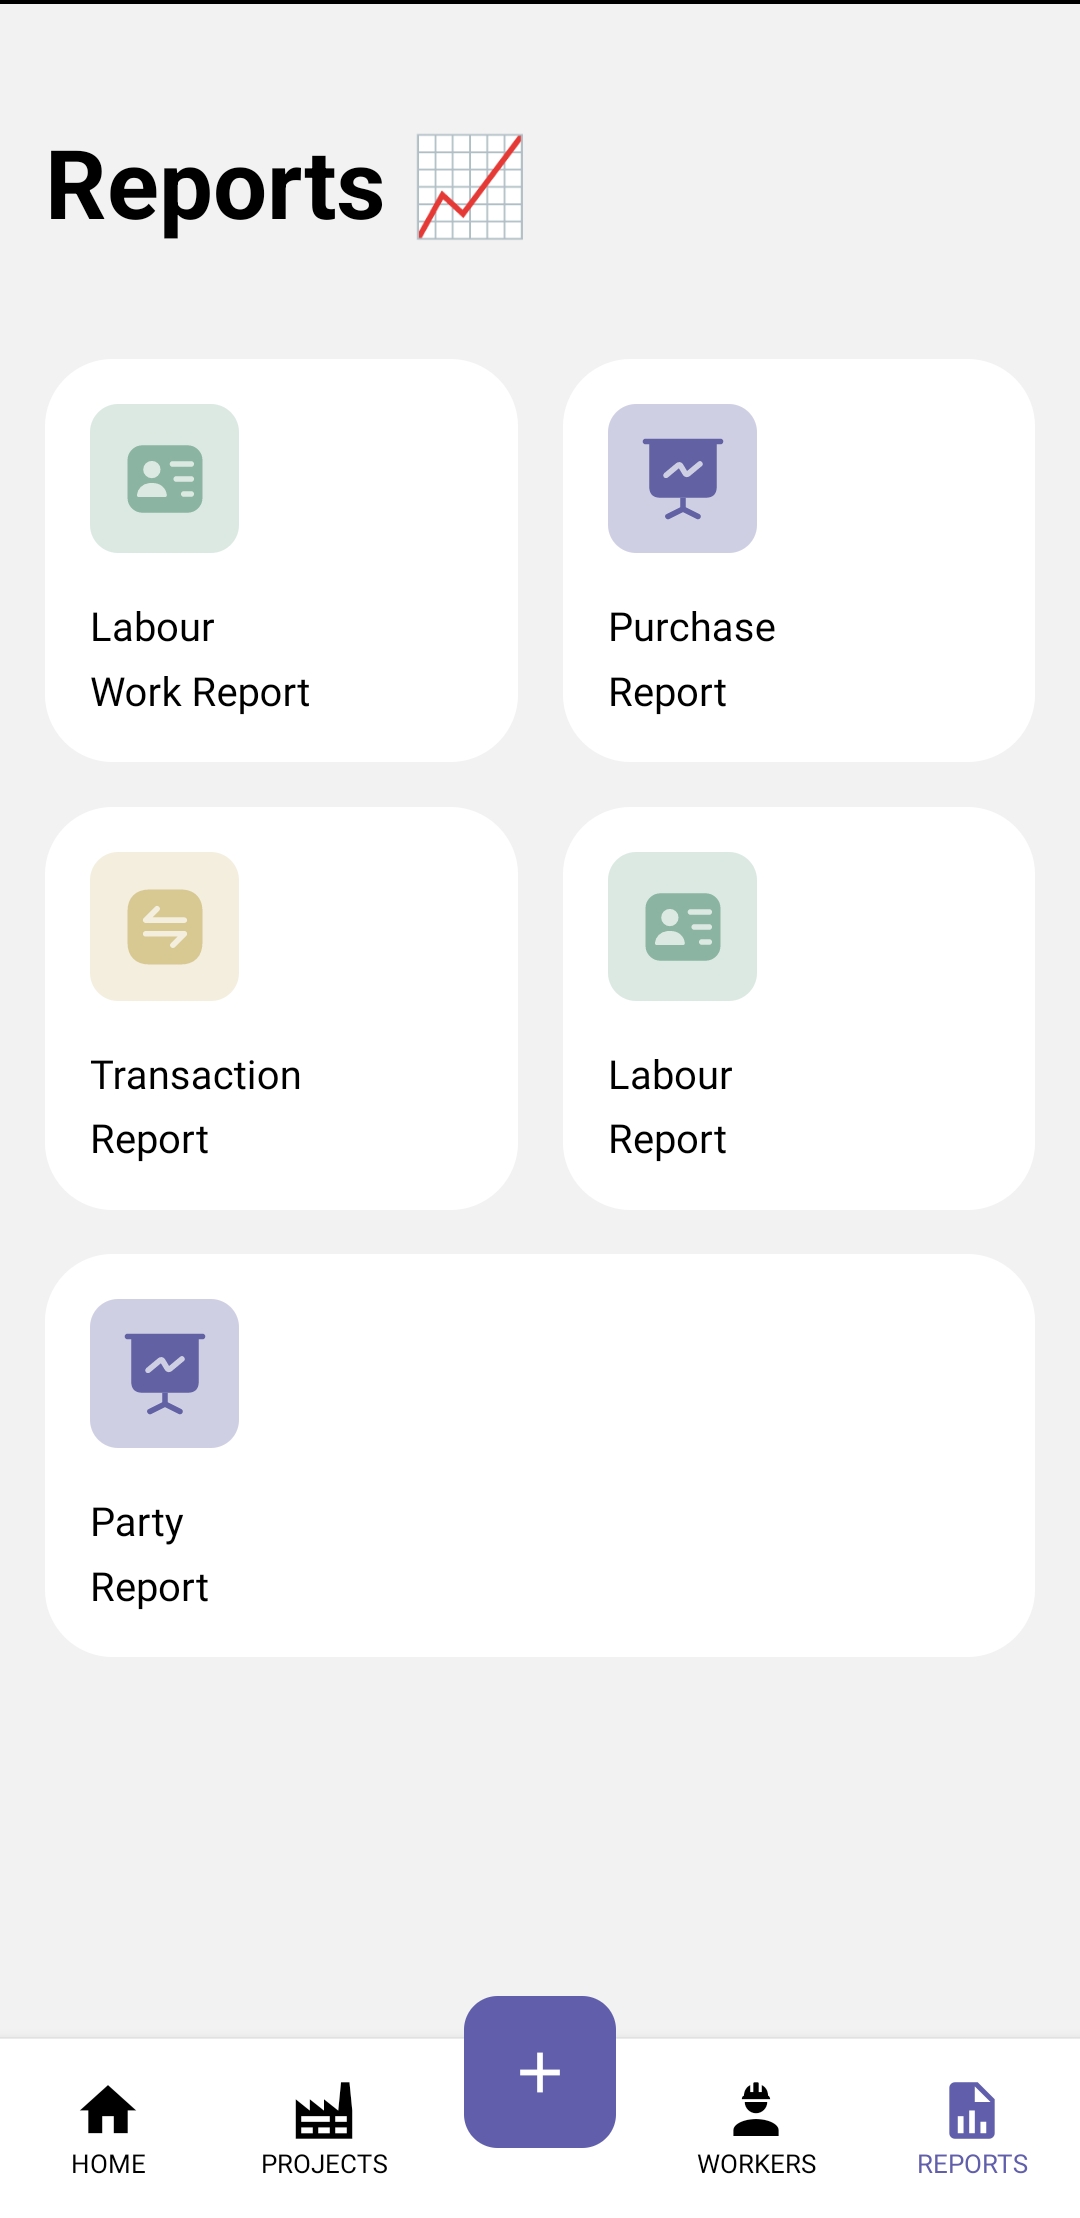 Reports 📈
Labour
Work Report
Purchase
Report
Transaction
Report
Labour
Report
Party
Report
HOME
PROJECTS
+
WORKERS
REPORTS